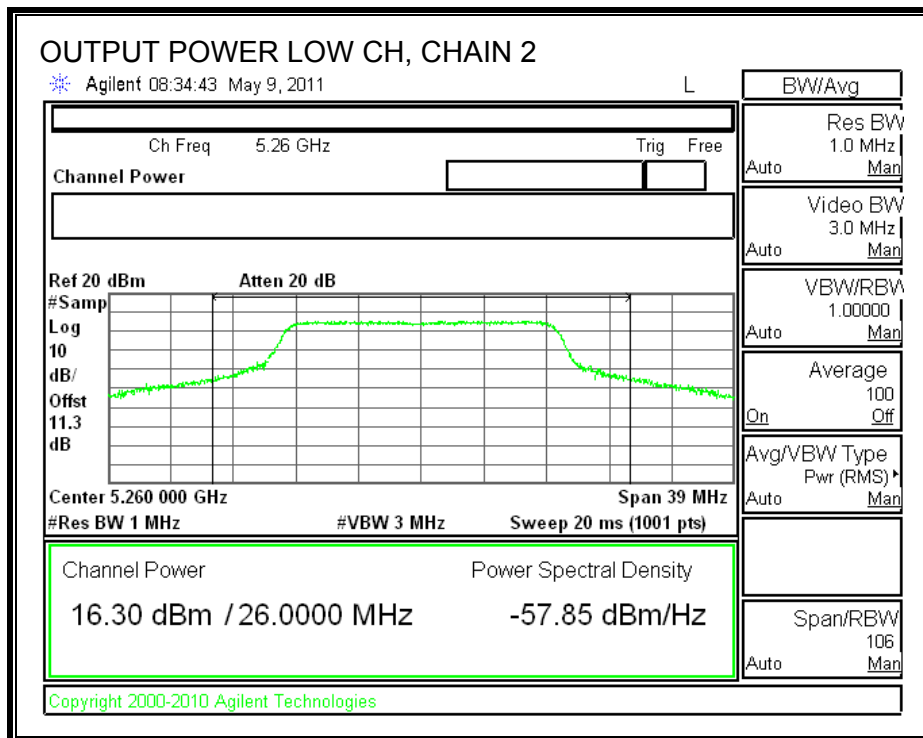 OUTPUT POWER LOW CH, CHAIN 2
Agilent 08:34:43 May 9, 2011 L
Ch Freq 5.26 GHz Trig Free
Channel Power
Ref 20 dBm Atten 20 dB
#Samp
Log
10
dB/
Offst
11.3
dB
Center 5.260 000 GHz Span 39 MHz
#Res BW 1 MHz #VBW 3 MHz Sweep 20 ms (1001 pts)
Channel Power Power Spectral Density
16.30 dBm / 26.0000 MHz -57.85 dBm/Hz
Copyright 2000-2010 Agilent Technologies
BW/Avg
Res BW
1.0 MHz
Auto Man
Video BW
3.0 MHz
Auto Man
VBW/RBW
1.00000
Auto Man
Average
100
On Off
Avg/VBW Type
Pwr (RMS)
Auto Man
Span/RBW
106
Auto Man